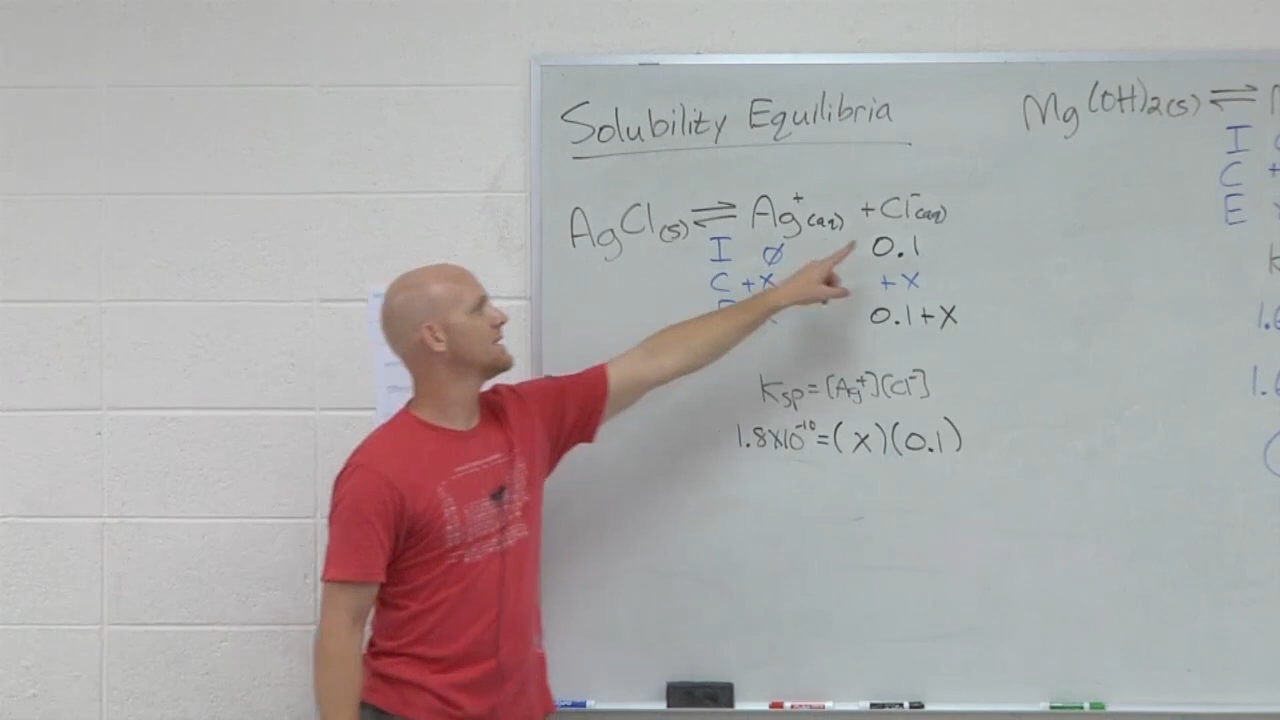 Solubility Equilibria
AgCl(s) ⇌ Ag⁺(aq) + Cl⁻(aq)
I ∅ 0.1
C +X +X
0.1+X
Ksp=[Ag⁺][Cl⁻]
1.8X10⁻¹⁰=(X)(0.1)
Mg(OH)₂(s) ⇌
I
C +
E
1.